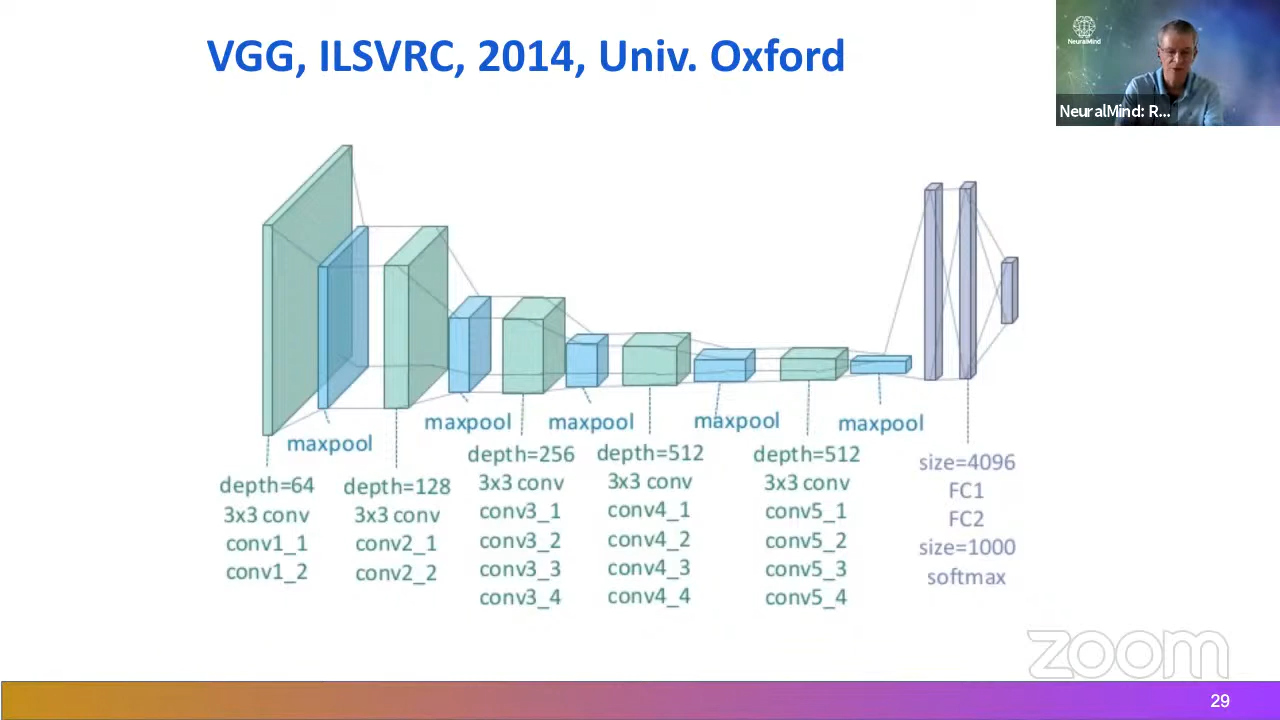 VGG, ILSVRC, 2014, Univ. Oxford
NeuralMind
NeuralMind: R...
maxpool
maxpool
maxpool
maxpool
maxpool
depth=64
3x3 conv
conv1_1
conv1_2
depth=128
3x3 conv
conv2_1
conv2_2
depth=256
3x3 conv
conv3_1
conv3_2
conv3_3
conv3_4
depth=512
3x3 conv
conv4_1
conv4_2
conv4_3
conv4_4
depth=512
3x3 conv
conv5_1
conv5_2
conv5_3
conv5_4
size=4096
FC1
FC2
size=1000
softmax
zoom
29